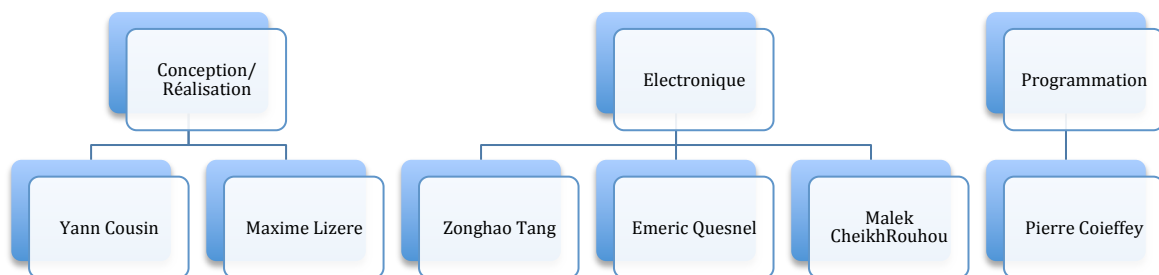 Conception/
Réalisation
Electronique
Programmation
Yann Cousin
Maxime Lizere
Zonghao Tang
Emeric Quesnel
Malek
CheikhRouhou
Pierre Coieffey